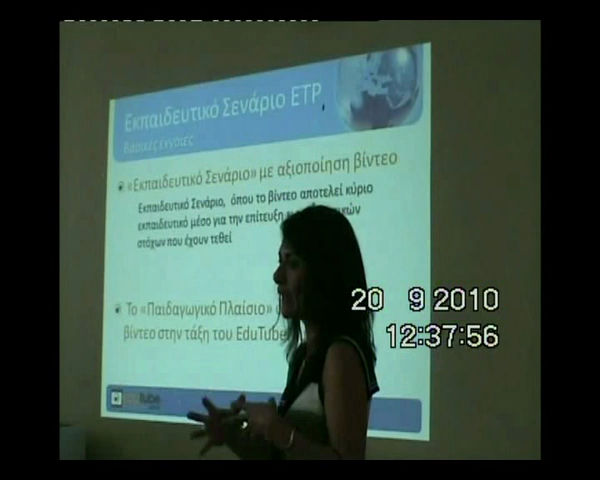 Εκπαιδευτικό Σενάριο ETP
Βασικές έννοιες
«Εκπαιδευτικό Σενάριο» με αξιοποίηση βίντεο
Εκπαιδευτικό Σενάριο, όπου το βίντεο αποτελεί κύριο
εκπαιδευτικό μέσο για την επίτευξη
στόχων που έχουν τεθεί
Το «Παιδαγωγικό Πλαίσιο»
βίντεο στην τάξη του EduTube
20 9 2010
12:37:56